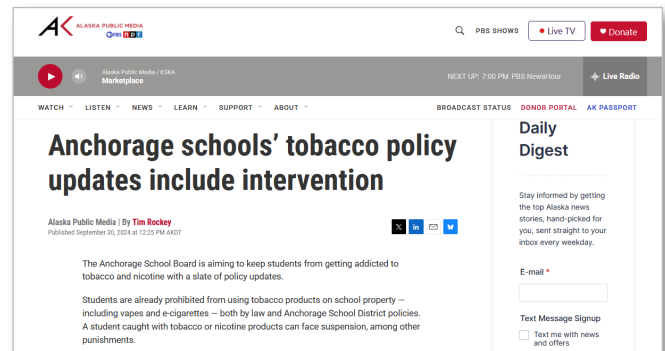 AK ALASKA PUBLIC MEDIA
PBS npr
PBS SHOWS
Live TV
Donate
Alaska Public Media / KSKA
Marketplace
NEXT UP: 7:00 PM PBS NewsHour
Live Radio
WATCH LISTEN NEWS LEARN SUPPORT ABOUT
BROADCAST STATUS DONOR PORTAL AK PASSPORT
Anchorage schools’ tobacco policy
updates include intervention
Alaska Public Media | By Tim Rockey
Published September 30, 2024 at 12:25 PM AKDT
The Anchorage School Board is aiming to keep students from getting addicted to
tobacco and nicotine with a slate of policy updates.
Students are already prohibited from using tobacco products on school property —
including vapes and e-cigarettes — both by law and Anchorage School District policies.
A student caught with tobacco or nicotine products can face suspension, among other
punishments.
Daily
Digest
Stay informed by getting
the top Alaska news
stories, hand-picked for
you, sent straight to your
inbox every weekday.
E-mail *
Text Message Signup
Text me with news
and offers